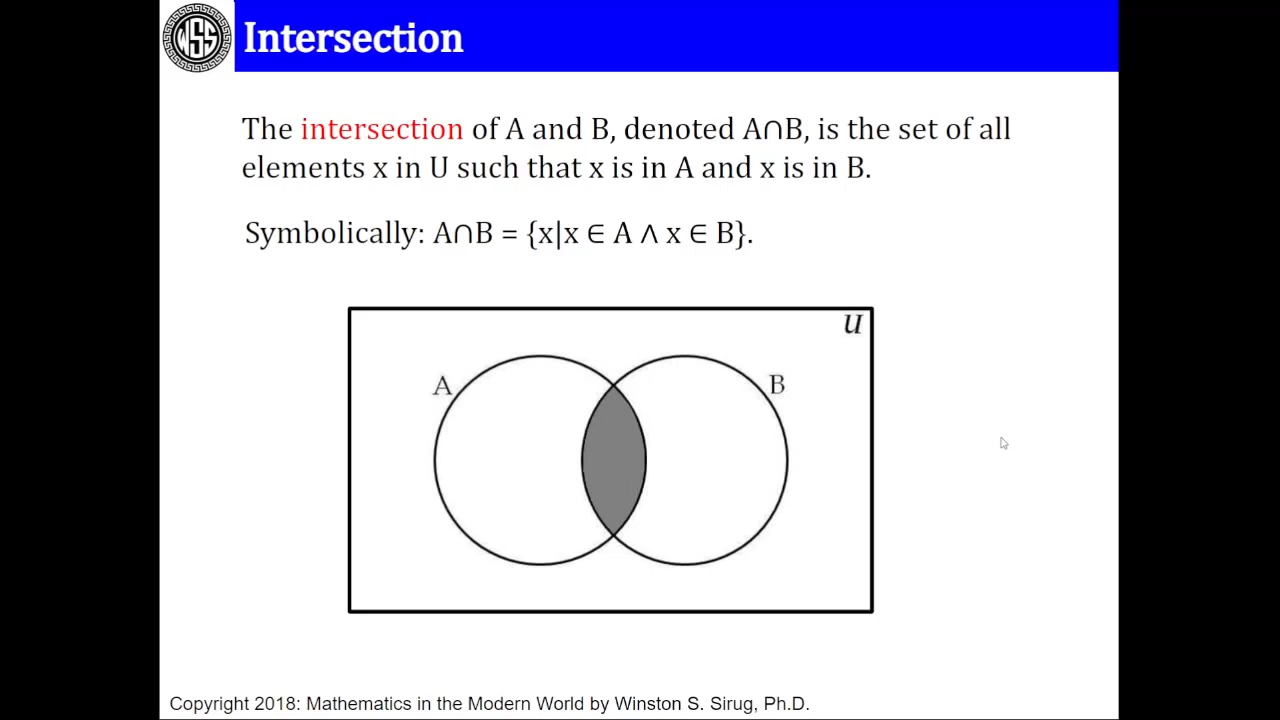 WSS
Intersection
The intersection of A and B, denoted A∩B, is the set of all
elements x in U such that x is in A and x is in B.
Symbolically: A∩B = {x|x ∈ A ∧ x ∈ B}.
u
A
B
Copyright 2018: Mathematics in the Modern World by Winston S. Sirug, Ph.D.